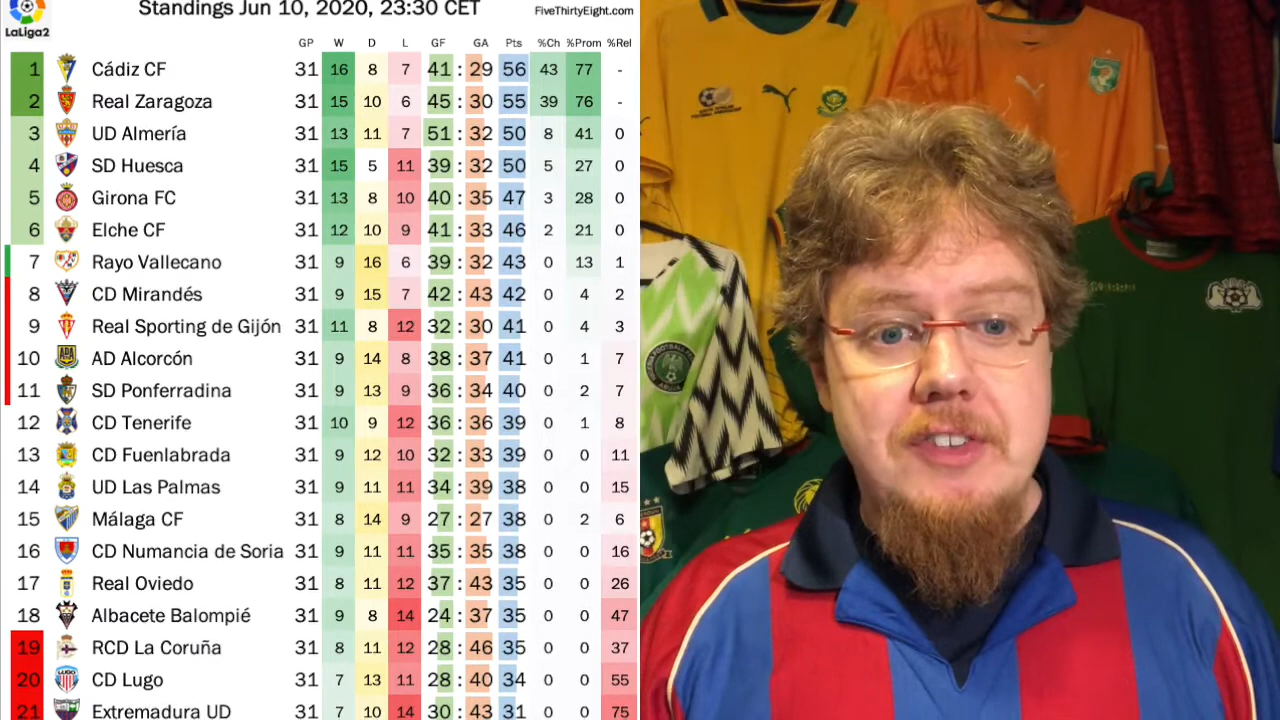 Standings Jun 10, 2020, 23:30 CET
FiveThirtyEight.com
LaLiga2
GP W D L GF GA Pts %Ch %Prom %Rel
1 Cádiz CF 31 16 8 7 41 : 29 56 43 77 -
2 Real Zaragoza 31 15 10 6 45 : 30 55 39 76 -
3 UD Almería 31 13 11 7 51 : 32 50 8 41 0
4 SD Huesca 31 15 5 11 39 : 32 50 5 27 0
5 Girona FC 31 13 8 10 40 : 35 47 3 28 0
6 Elche CF 31 12 10 9 41 : 33 46 2 21 0
7 Rayo Vallecano 31 9 16 6 39 : 32 43 0 13 1
8 CD Mirandés 31 9 15 7 42 : 43 42 0 4 2
9 Real Sporting de Gijón 31 11 8 12 32 : 30 41 0 4 3
10 AD Alcorcón 31 9 14 8 38 : 37 41 0 1 7
11 SD Ponferradina 31 9 13 9 36 : 34 40 0 2 7
12 CD Tenerife 31 10 9 12 36 : 36 39 0 1 8
13 CD Fuenlabrada 31 9 12 10 32 : 33 39 0 0 11
14 UD Las Palmas 31 9 11 11 34 : 39 38 0 0 15
15 Málaga CF 31 8 14 9 27 : 27 38 0 2 6
16 CD Numancia de Soria 31 9 11 11 35 : 35 38 0 0 16
17 Real Oviedo 31 8 11 12 37 : 43 35 0 0 26
18 Albacete Balompié 31 9 8 14 24 : 37 35 0 0 47
19 RCD La Coruña 31 8 11 12 28 : 46 35 0 0 37
20 CD Lugo 31 7 13 11 28 : 40 34 0 0 55
21 Extremadura UD 31 7 10 14 30 : 43 31 0 0 75